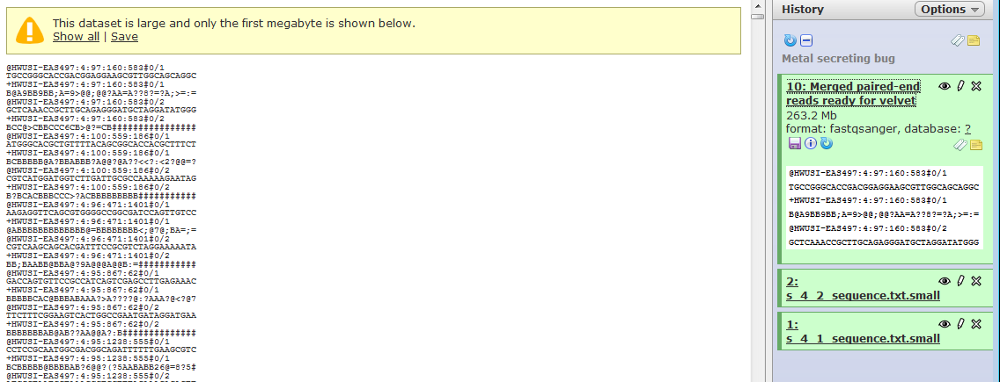 This dataset is large and only the first megabyte is shown below.
Show all | Save
@HWUSI-EAS497:4:97:160:583#0/1
TGCCGGGCACCGACGGAGGAAGCGTTGGCAGCAGGC
+HWUSI-EAS497:4:97:160:583#0/1
B@A9BB9BB;A=9>@@;@@?AA=A??8?=?A;>=:=
@HWUSI-EAS497:4:97:160:583#0/2
GCTCAAACCGCTTGCAGAGGGATGCTAGGATATGGG
+HWUSI-EAS497:4:97:160:583#0/2
BCC@>CBBCCC6CB>@?=CB################
@HWUSI-EAS497:4:100:559:186#0/1
ATGGGCACGCTGTTTTACAGCGGCACCACGCTTTCT
+HWUSI-EAS497:4:100:559:186#0/1
BCBBBBB@A?BBABBB?A@@?@A??<<?:<2?@@=?
@HWUSI-EAS497:4:100:559:186#0/2
CGTCATGGATGGTCTTGATTGCGCCAAAAAGAATAG
+HWUSI-EAS497:4:100:559:186#0/2
B?BCACBBBCCC>?ACBBBBBBBBB###########
@HWUSI-EAS497:4:96:471:1401#0/1
AAGAGGTTCAGCGTGGGGCCGGCGATCCAGTTGTCC
+HWUSI-EAS497:4:96:471:1401#0/1
@ABBBBBBBBBBBBB@=BBBBBBBB<;@7@;BA=;=
@HWUSI-EAS497:4:96:471:1401#0/2
CGTCAAGCAGCACGATTTCCGCGTCTAGGAAAAATA
+HWUSI-EAS497:4:96:471:1401#0/2
BB;BAABB@BBA@?9A@@@A@@B:=###########
@HWUSI-EAS497:4:95:867:62#0/1
GACCAGTGTTCCGCCATCAGTCGAGCCTTGAGAAAC
+HWUSI-EAS497:4:95:867:62#0/1
BBBBBCAC@BBBABAAA?>A????@:?AAA?@<?@7
@HWUSI-EAS497:4:95:867:62#0/2
TTCTTTCGGAAGTCACTGGCCGAATGATAGGATGAA
+HWUSI-EAS497:4:95:867:62#0/2
BBBBBBBAB@AB??AA@@A?:B##############
@HWUSI-EAS497:4:95:1238:555#0/1
CCTCCGCAATGGCGACGGCAGATTTTTTGAAGCGTC
+HWUSI-EAS497:4:95:1238:555#0/1
BCBBBBB@BBBBAB?6@@?(?5AABABB26@=8?5#
@HWUSI-EAS497:4:95:1238:555#0/2
History
Options
Metal secreting bug
10: Merged paired-end
reads ready for velvet
263.2 Mb
format: fastqsanger, database: ?
@HWUSI-EAS497:4:97:160:583#0/1
TGCCGGGCACCGACGGAGGAAGCGTTGGCAGCAGGC
+HWUSI-EAS497:4:97:160:583#0/1
B@A9BB9BB;A=9>@@;@@?AA=A??8?=?A;>=:=
@HWUSI-EAS497:4:97:160:583#0/2
GCTCAAACCGCTTGCAGAGGGATGCTAGGATATGGG
2:
s_4_2_sequence.txt.small
1:
s_4_1_sequence.txt.small